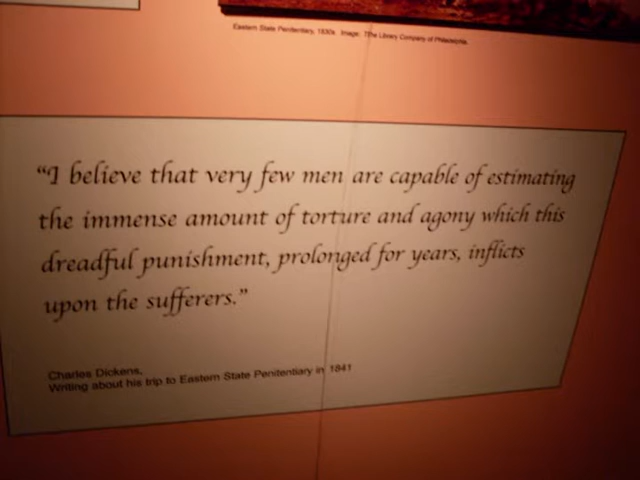 Eastern State Penitentiary, 1830s. Image: The Library Company of Philadelphia.
“I believe that very few men are capable of estimating
the immense amount of torture and agony which this
dreadful punishment, prolonged for years, inflicts
upon the sufferers.”
Charles Dickens,
Writing about his trip to Eastern State Penitentiary in 1841